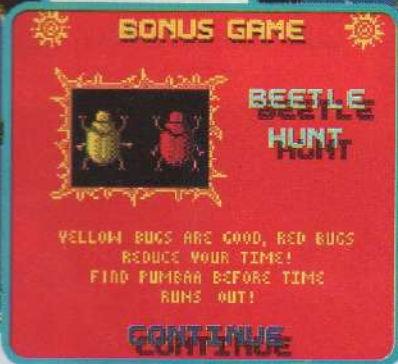 BONUS GAME
BEETLE
HUNT
YELLOW BUGS ARE GOOD, RED BUGS
REDUCE YOUR TIME!
FIND PUMBAA BEFORE TIME
RUNS OUT!
CONTINUE